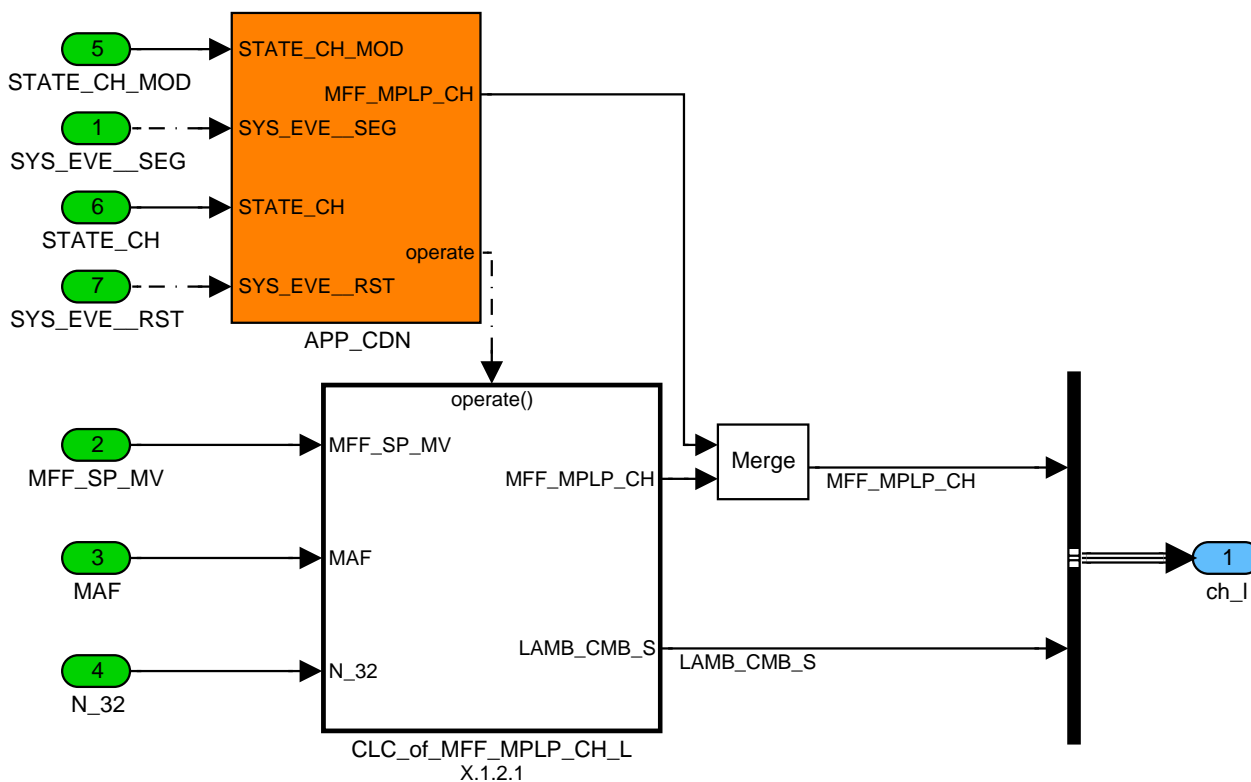 5
STATE_CH_MOD
1
SYS_EVE__SEG
6
STATE_CH
7
SYS_EVE__RST
STATE_CH_MOD
MFF_MPLP_CH
SYS_EVE__SEG
STATE_CH
operate
SYS_EVE__RST
APP_CDN
2
MFF_SP_MV
3
MAF
4
N_32
operate()
MFF_SP_MV
MFF_MPLP_CH
MAF
LAMB_CMB_S
N_32
CLC_of_MFF_MPLP_CH_L
X.1.2.1
Merge
MFF_MPLP_CH
LAMB_CMB_S
1
ch_l